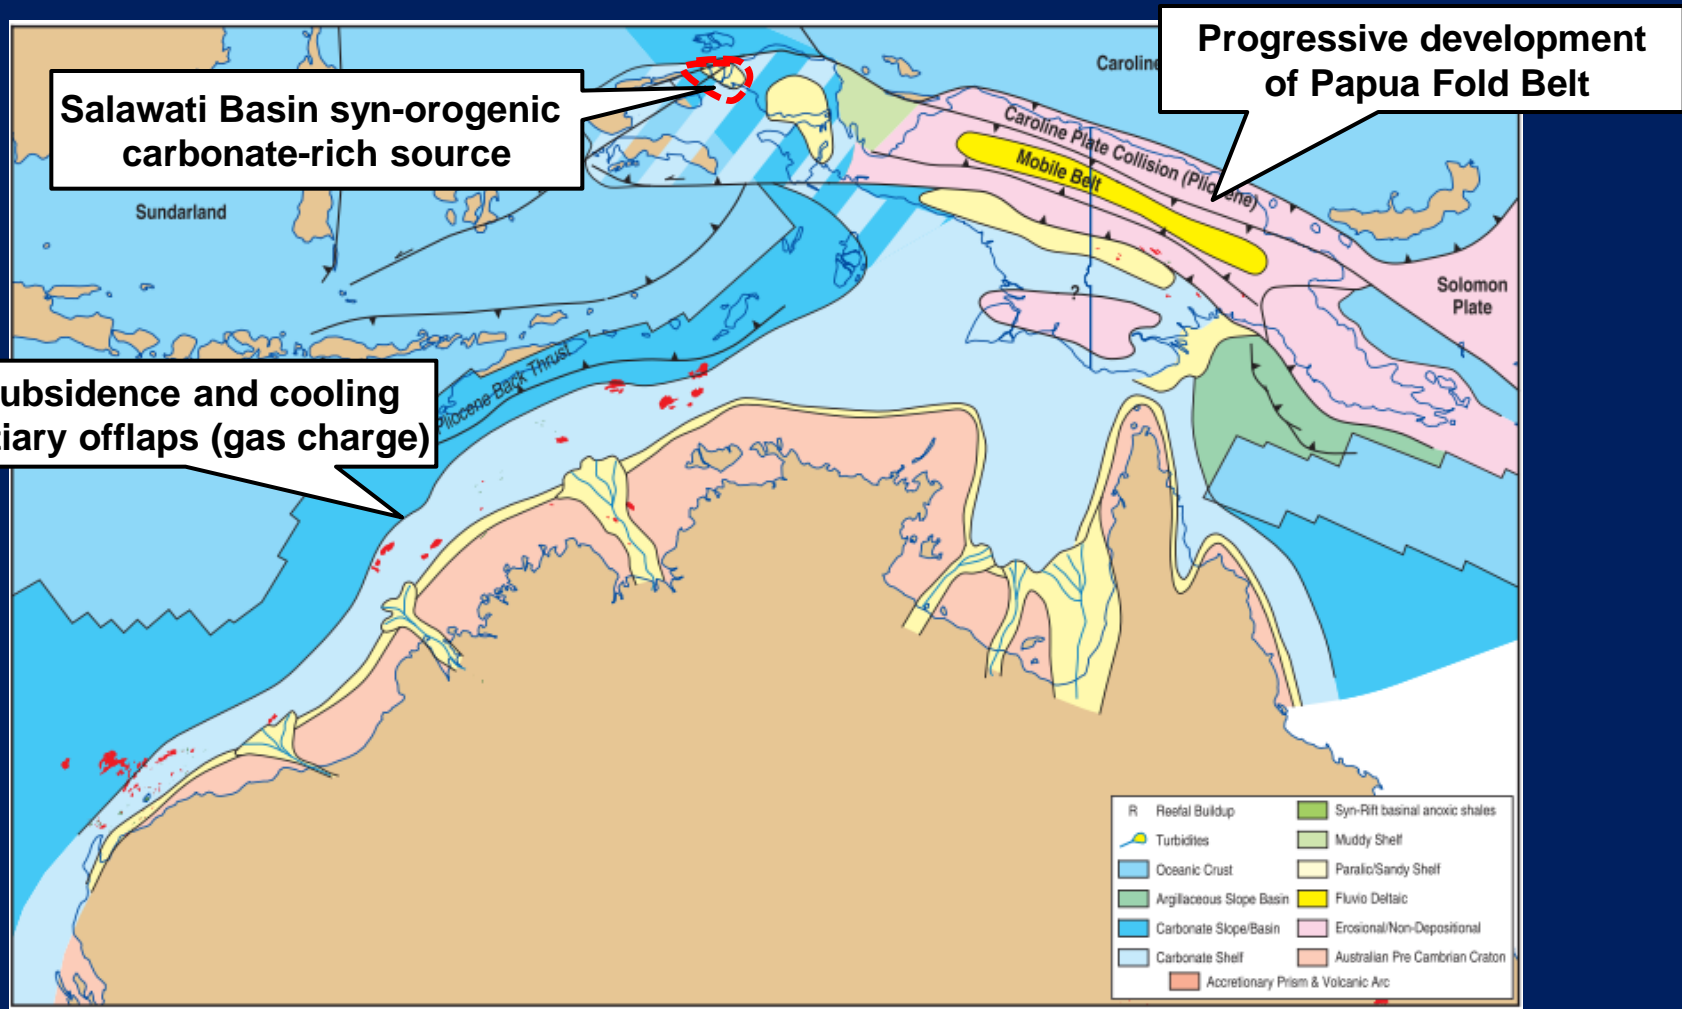 Progressive development
of Papua Fold Belt
Caroline
Salawati Basin syn-orogenic
carbonate-rich source
Caroline Plate Collision (Pliocene)
Mobile Belt
Sundarland
Solomon
Plate
?
?
Pliocene Back Thrust
ubsidence and cooling
tiary offlaps (gas charge)
R Reefal Buildup
Turbidites
Oceanic Crust
Argillaceous Slope Basin
Carbonate Slope/Basin
Carbonate Shelf
Syn-Rift basinal anoxic shales
Muddy Shelf
Paralic/Sandy Shelf
Fluvio Deltaic
Erosional/Non-Depositional
Australian Pre Cambrian Craton
Accretionary Prism & Volcanic Arc